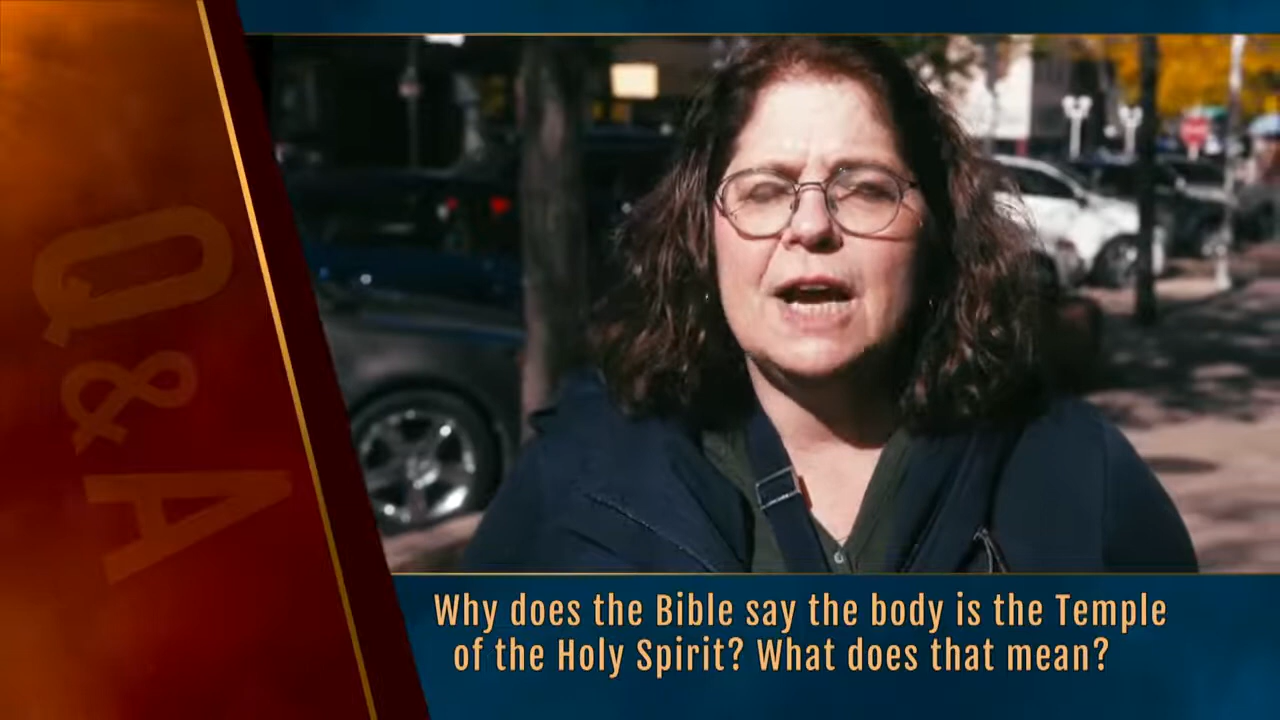 Q&A
Why does the Bible say the body is the Temple
of the Holy Spirit? What does that mean?